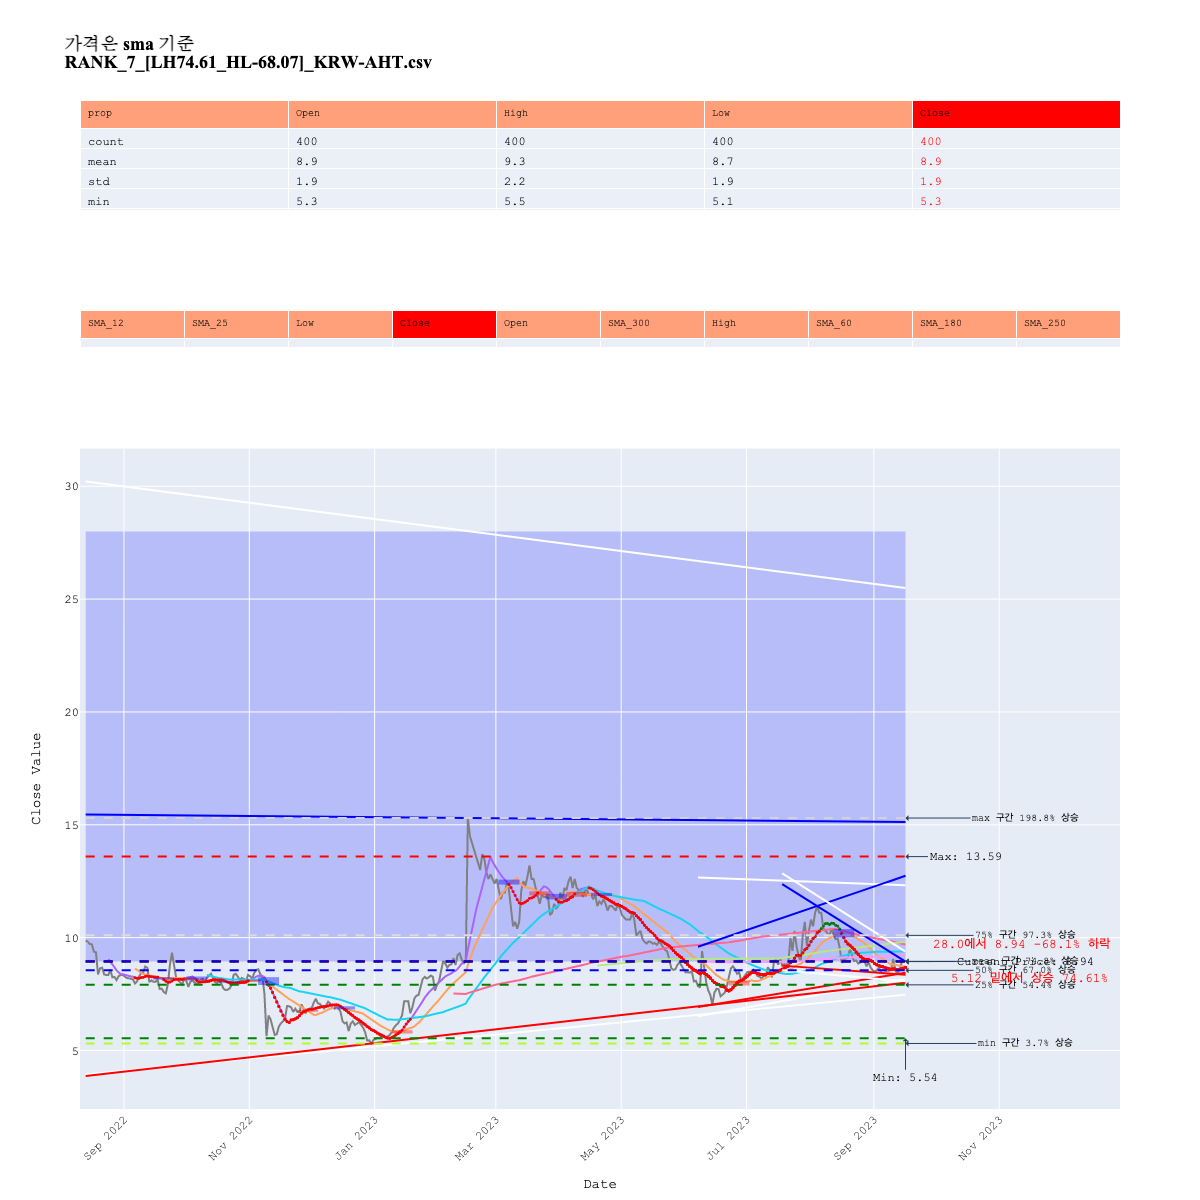 가격은 sma 기준
RANK_7_[LH74.61_HL-68.07]_KRW-AHT.csv
prop Open High Low Close
count 400 400 400 400
mean 8.9 9.3 8.7 8.9
std 1.9 2.2 1.9 1.9
min 5.3 5.5 5.1 5.3
SMA_12 SMA_25 Low Close Open SMA_300 High SMA_60 SMA_180 SMA_250
30
25
20
15
10
5
Close Value
max 구간 198.8% 상승
Max: 13.59
75% 구간 97.3% 상승
28.0에서 8.94 -68.1% 하락
50% 구간 67.0% 상승
5.12 밑에서 상승 74.61%
25% 구간 54.4% 상승
min 구간 3.7% 상승
Min: 5.54
Sep 2022
Nov 2022
Jan 2023
Mar 2023
May 2023
Jul 2023
Sep 2023
Nov 2023
Date